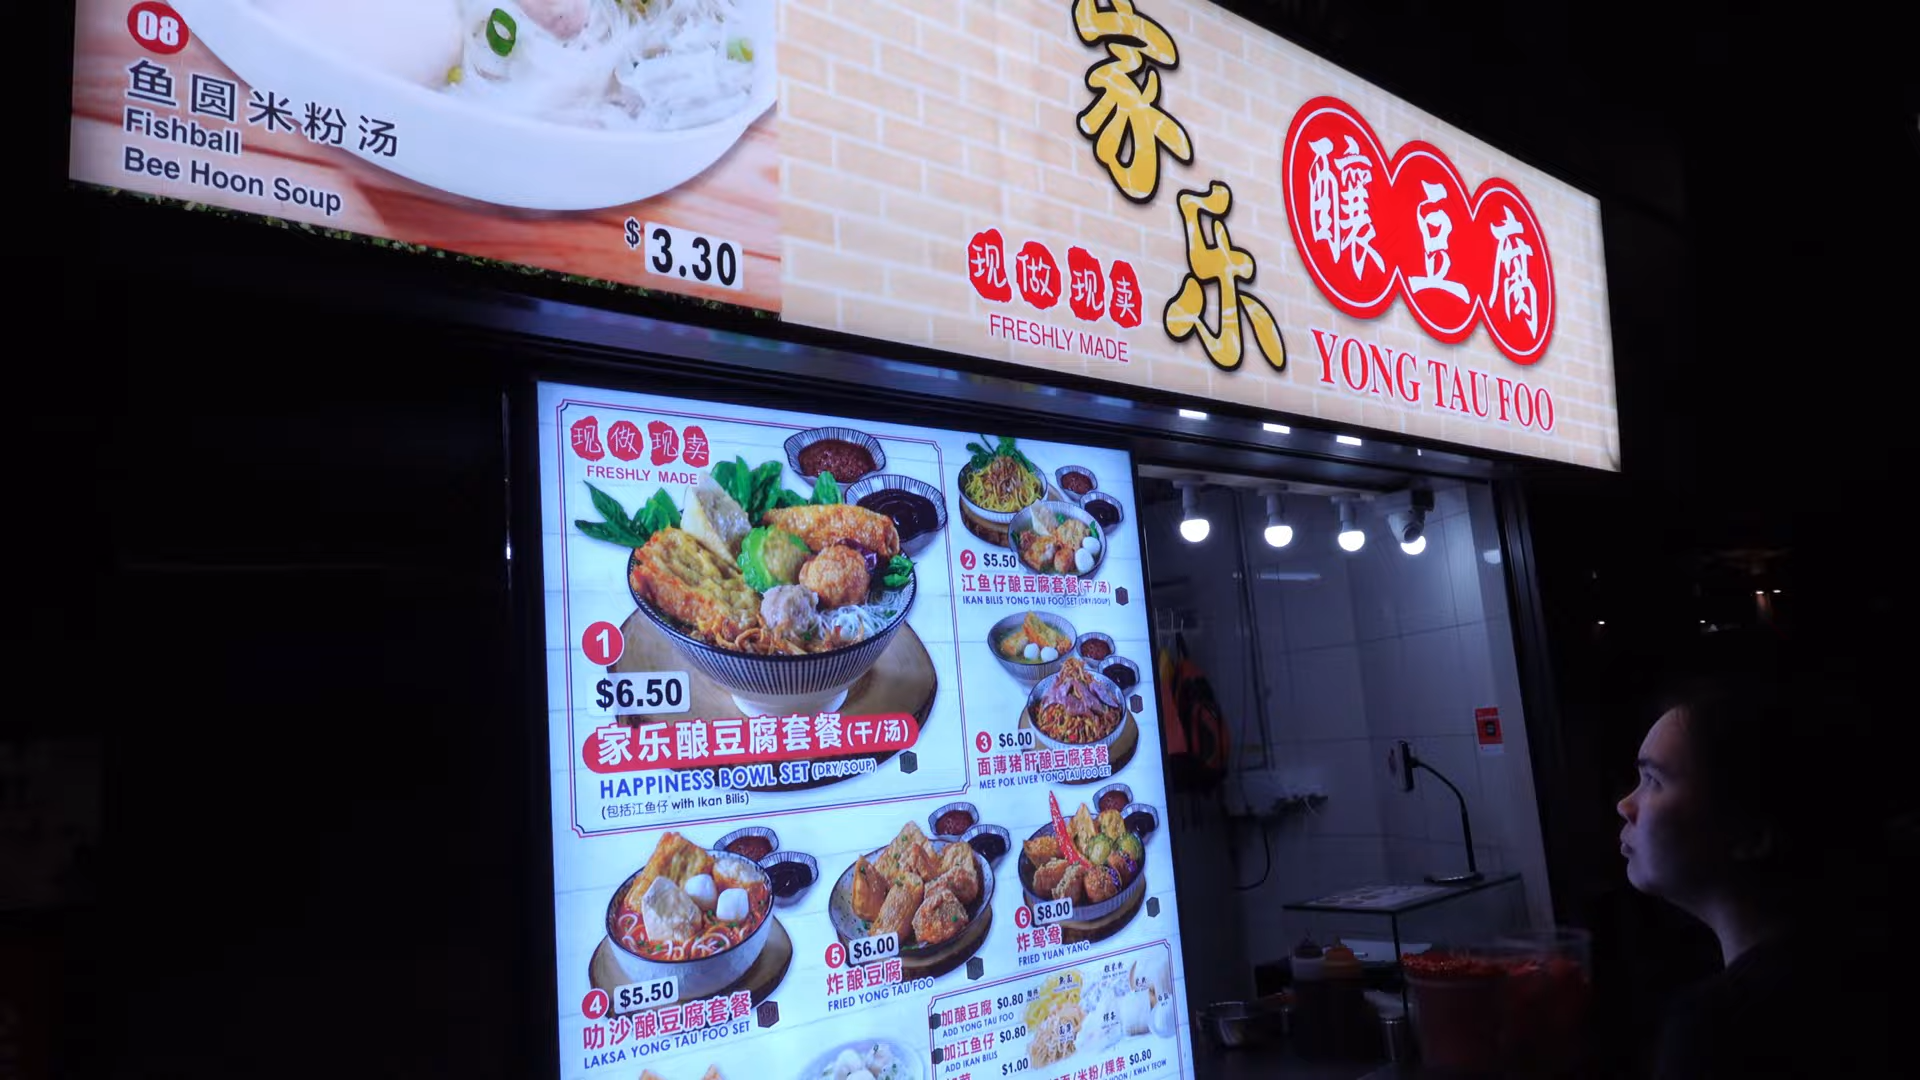 08
鱼圆米粉汤
Fishball
Bee Hoon Soup
$3.30
家乐
酿豆腐
YONG TAU FOO
现做现卖
FRESHLY MADE
现做现卖
FRESHLY MADE
1
$6.50
家乐酿豆腐套餐(干/汤)
HAPPINESS BOWL SET (DRY/SOUP)
(包括江鱼仔 with Ikan Bilis)
2 $5.50
江鱼仔酿豆腐套餐(干/汤)
IKAN BILIS YONG TAU FOO SET (DRY/SOUP)
3 $6.00
面薄猪肝酿豆腐套餐
MEE POK LIVER YONG TAU FOO SET
4 $5.50
叻沙酿豆腐套餐
LAKSA YONG TAU FOO SET
5 $6.00
炸酿豆腐
FRIED YONG TAU FOO
6 $8.00
炸鸳鸯
FRIED YUAN YANG
加酿豆腐 $0.80
ADD YONG TAU FOO
加江鱼仔 $0.80
ADD IKAN BILIS
$1.00
/米粉/粿条 $0.80
/ KWAY TEOW